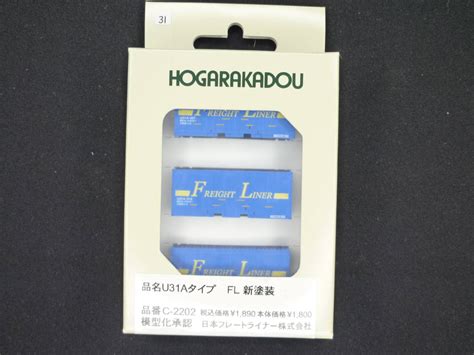 31
HOGARAKADOU
FREIGHT LINER
FREIGHT LINER
FREIGHT LINER
品名U31Aタイプ FL 新塗装
品番C-2202 税込価格¥1,890 本体価格¥1,800
模型化承認 日本フレートライナー株式会社